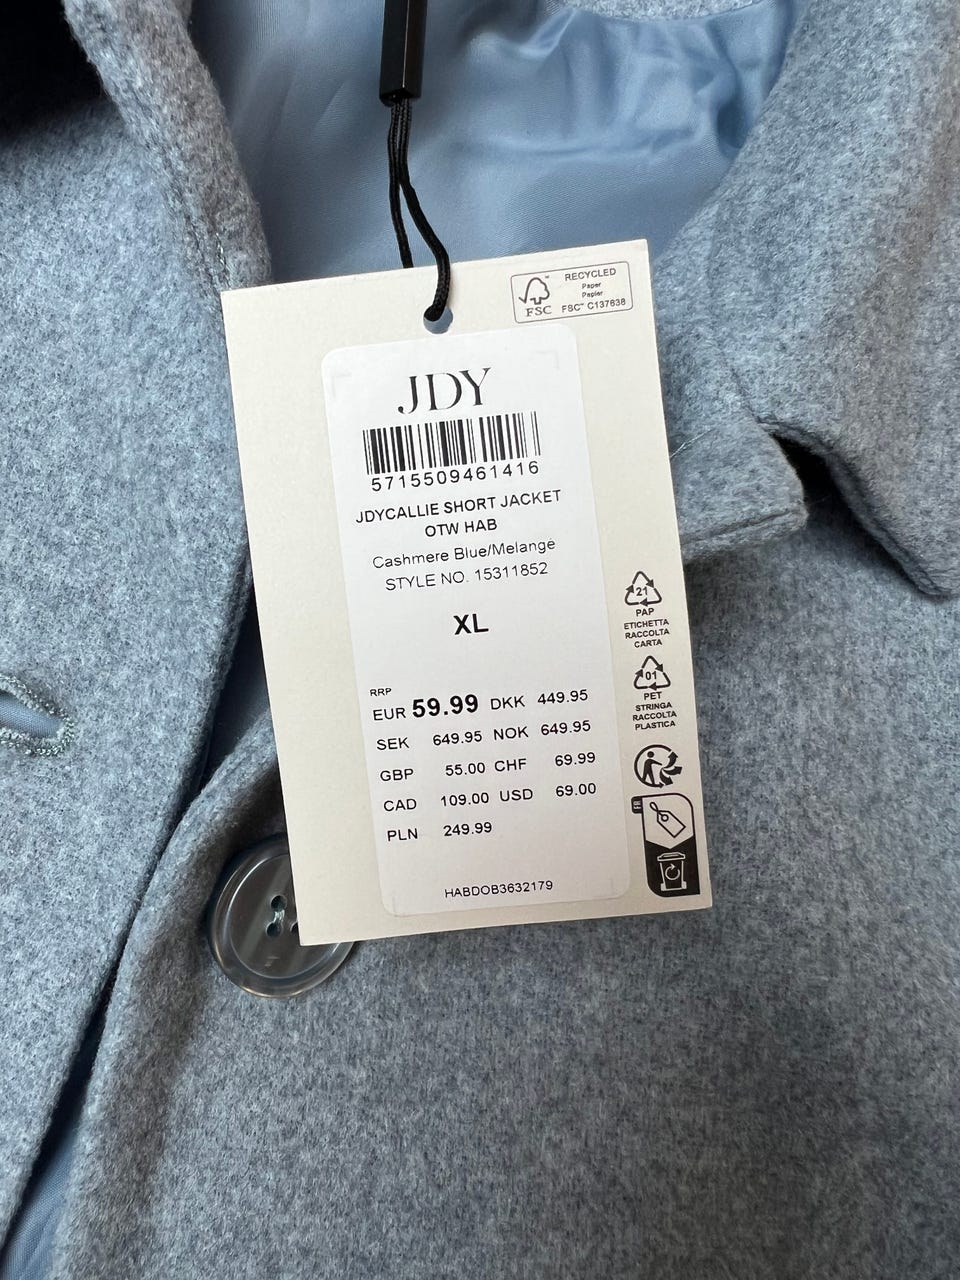 RECYCLED
Paper
Papier
FSC™ C137638
FSC
JDY
5715509461416
JDYCALLIE SHORT JACKET
OTW HAB
Cashmere Blue/Melange
STYLE NO. 15311852
XL
RRP
EUR 59.99 DKK 449.95
SEK 649.95 NOK 649.95
GBP 55.00 CHF 69.99
CAD 109.00 USD 69.00
PLN 249.99
HABDOB3632179
21
PAP
ETICHETTA
RACCOLTA
CARTA
01
PET
STRINGA
RACCOLTA
PLASTICA